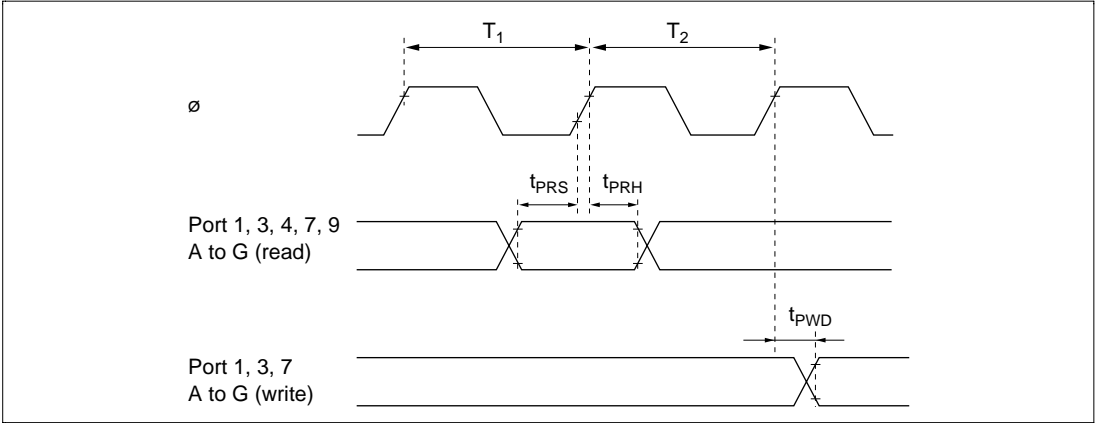 T1 T2
ø
tPRS tPRH
Port 1, 3, 4, 7, 9
A to G (read)
tPWD
Port 1, 3, 7
A to G (write)